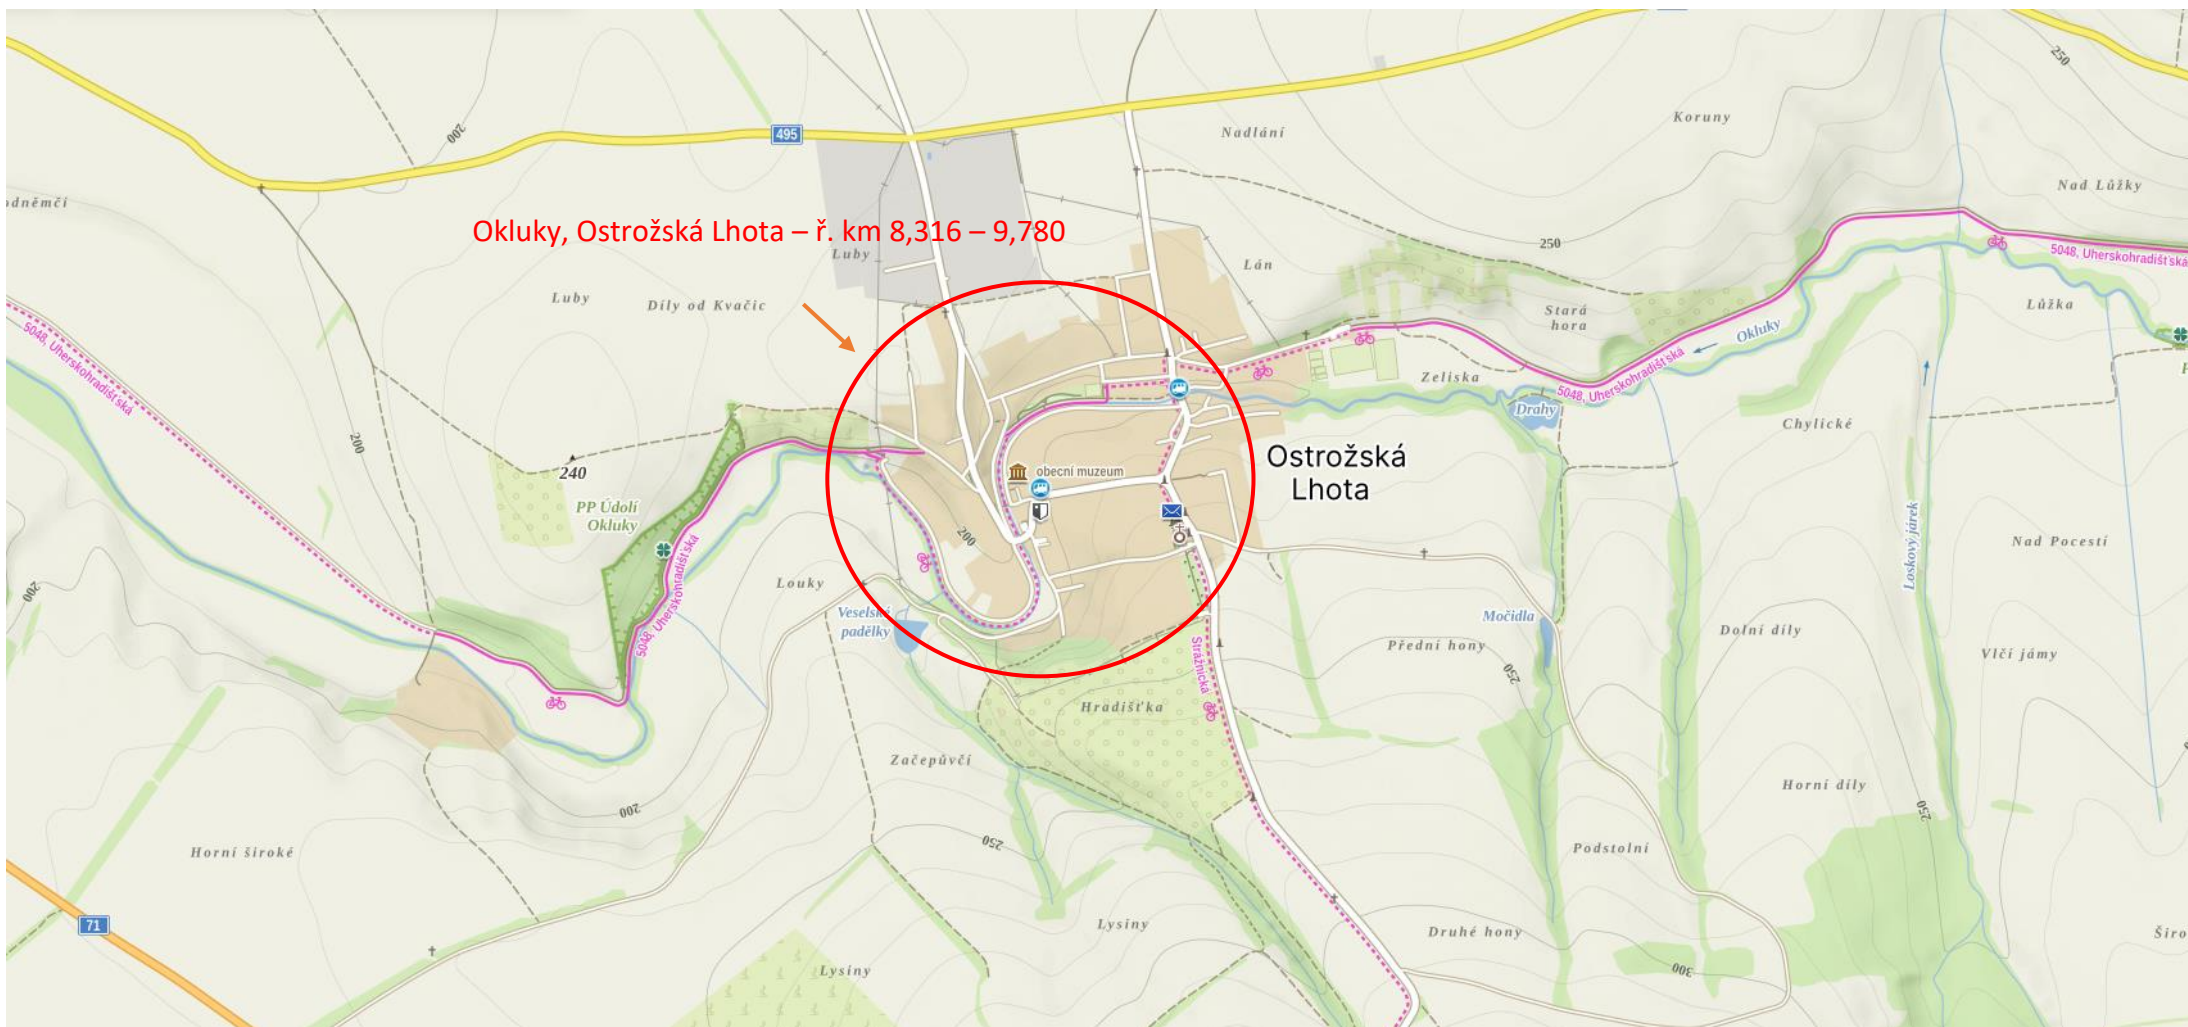 Koruny
250
200
495
Nadlání
Nad Lůžky
Okluky, Ostrožská Lhota – ř. km 8,316 – 9,780
250
5048, Uherskohradišťská
Luby
Lán
Luby
Díly od Kvačic
Stará
hora
Lůžka
Okluky
5048, Uherskohradišťská
5048, Uherskohradišťská
Zeliska
Drahy
Chylické
200
240
obecní muzeum
Ostrožská
Lhota
PP Údolí
Okluky
200
Loskový járek
Nad Pocestí
5048, Uherskohradišťská
Louky
Veselské
padělky
200
Močidla
Dolní díly
Přední hony
Vlčí jámy
Strážnická
250
Hradišťka
Začepůvčí
Horní díly
200
250
250
Horní široké
Podstolní
71
Lysiny
Druhé hony
Lysiny
300